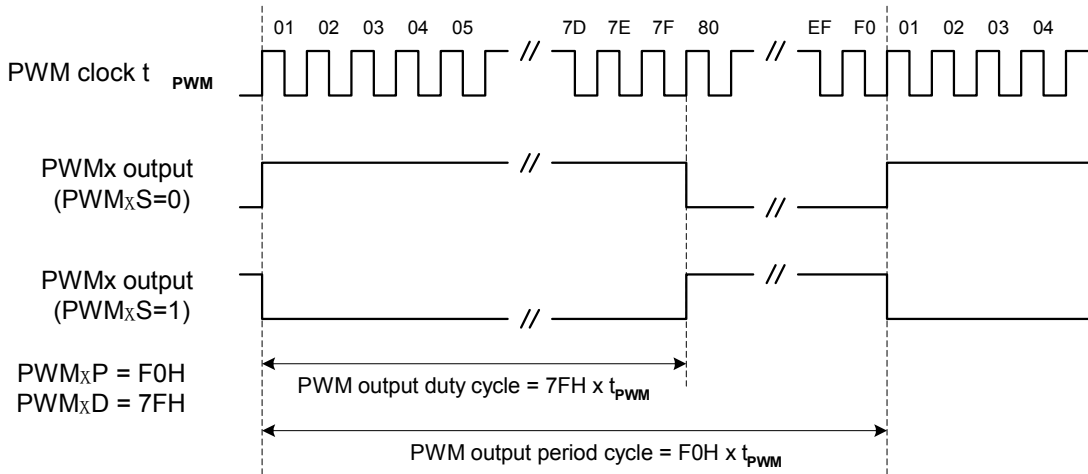 01 02 03 04 05 // 7D 7E 7F 80 // EF F0 01 02 03 04
PWM clock t PWM
PWMx output // //
(PWMXS=0)
PWMx output // //
(PWMXS=1)
PWMXP = F0H
PWMXD = 7FH
PWM output duty cycle = 7FH x tPWM
PWM output period cycle = F0H x tPWM